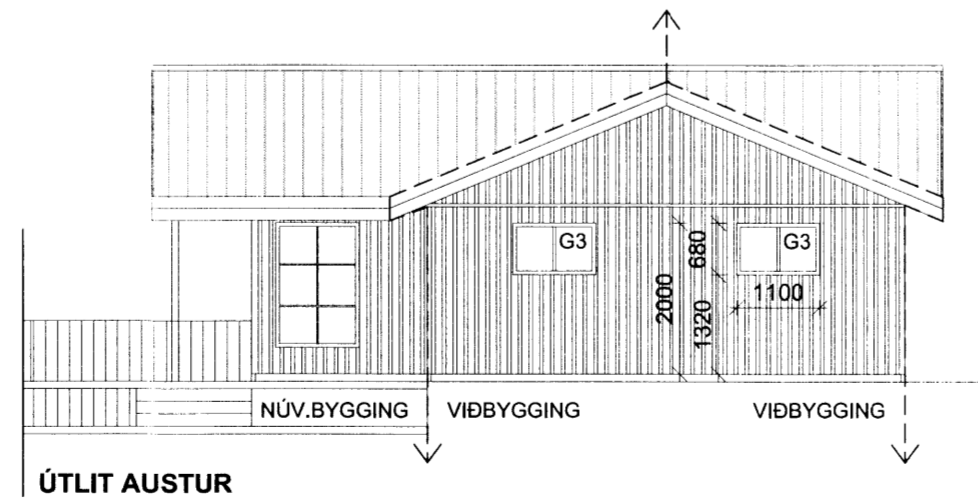 G3
G3
2000
680
1320
1100
NÚV.BYGGING
VIÐBYGGING
VIÐBYGGING
ÚTLIT AUSTUR